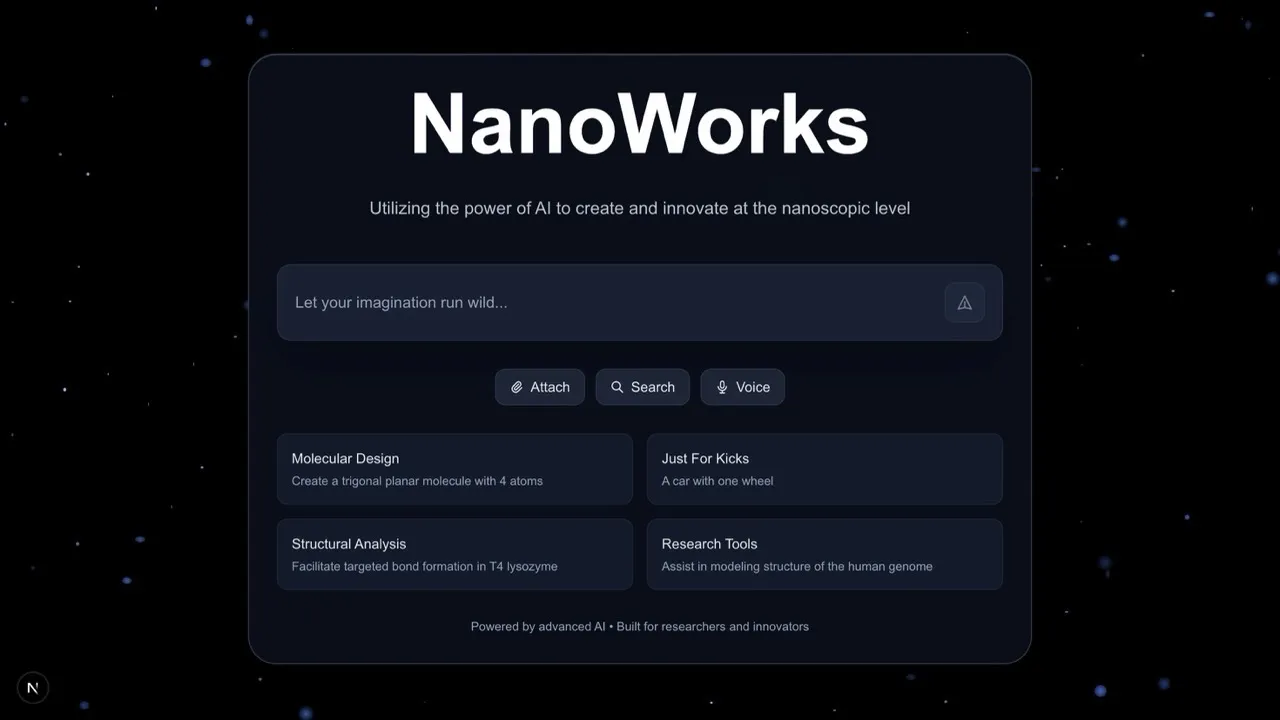 NanoWorks
Utilizing the power of AI to create and innovate at the nanoscopic level
Let your imagination run wild...
Attach
Search
Voice
Molecular Design
Create a trigonal planar molecule with 4 atoms
Just For Kicks
A car with one wheel
Structural Analysis
Facilitate targeted bond formation in T4 lysozyme
Research Tools
Assist in modeling structure of the human genome
Powered by advanced AI • Built for researchers and innovators
N